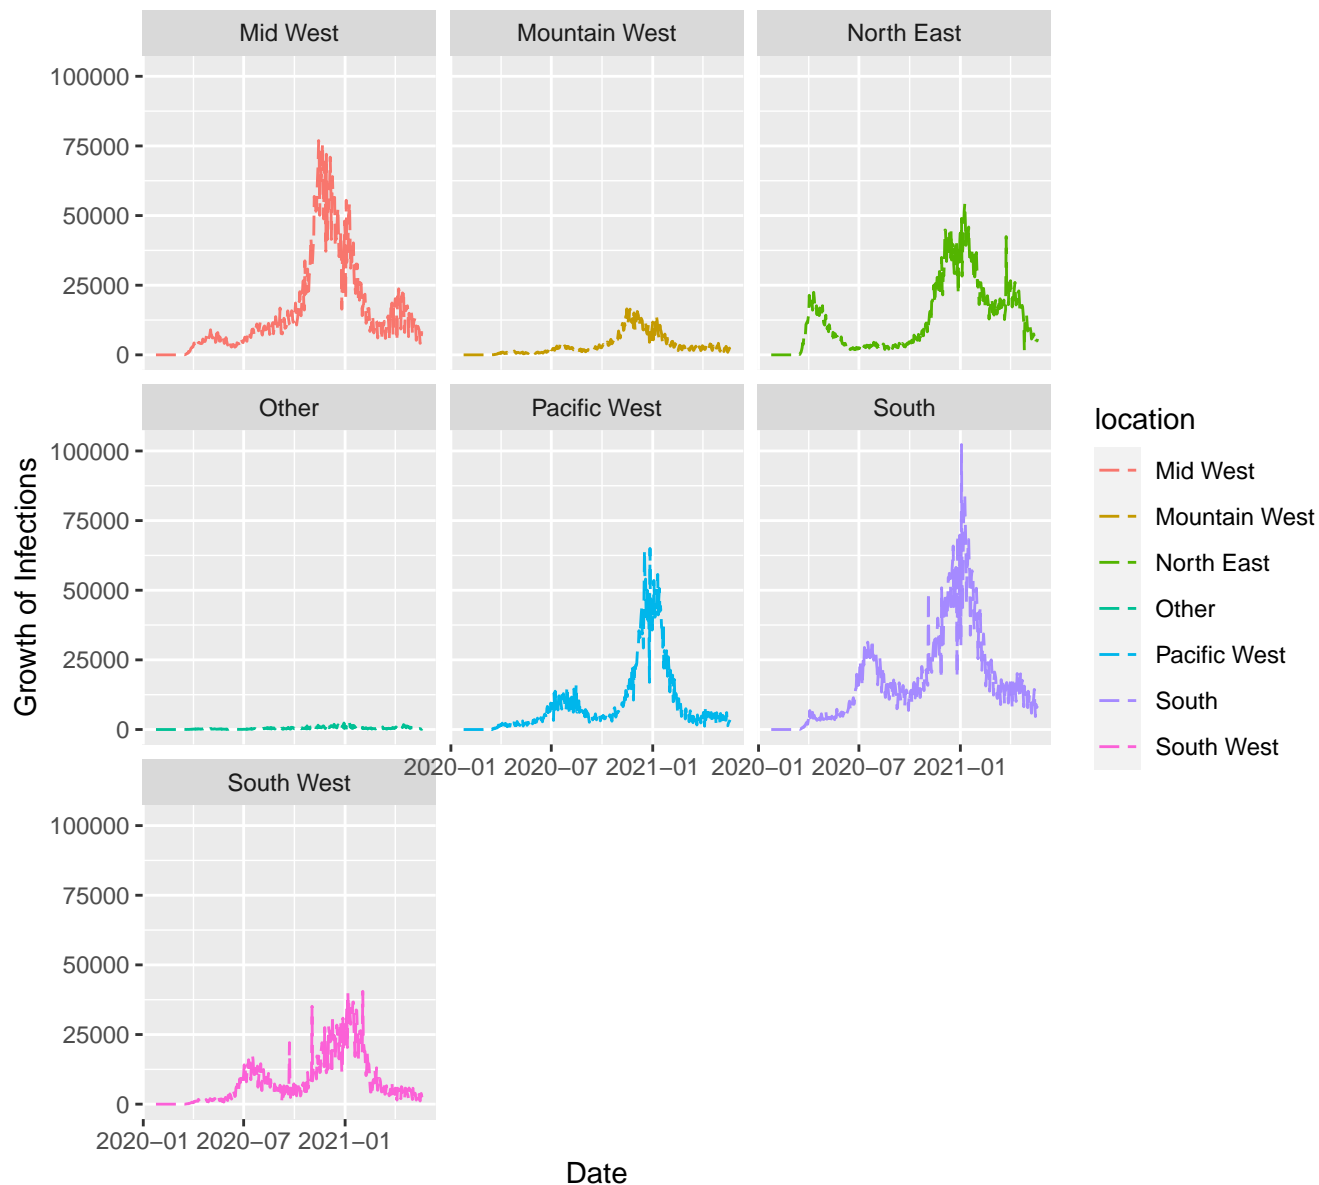 Mid West
Mountain West
North East
100000
75000
50000
25000
0
Other
Pacific West
South
100000
75000
50000
25000
0
2020−01 2020−07 2021−01
2020−01 2020−07 2021−01
South West
100000
75000
50000
25000
0
2020−01 2020−07 2021−01
Growth of Infections
Date
location
Mid West
Mountain West
North East
Other
Pacific West
South
South West